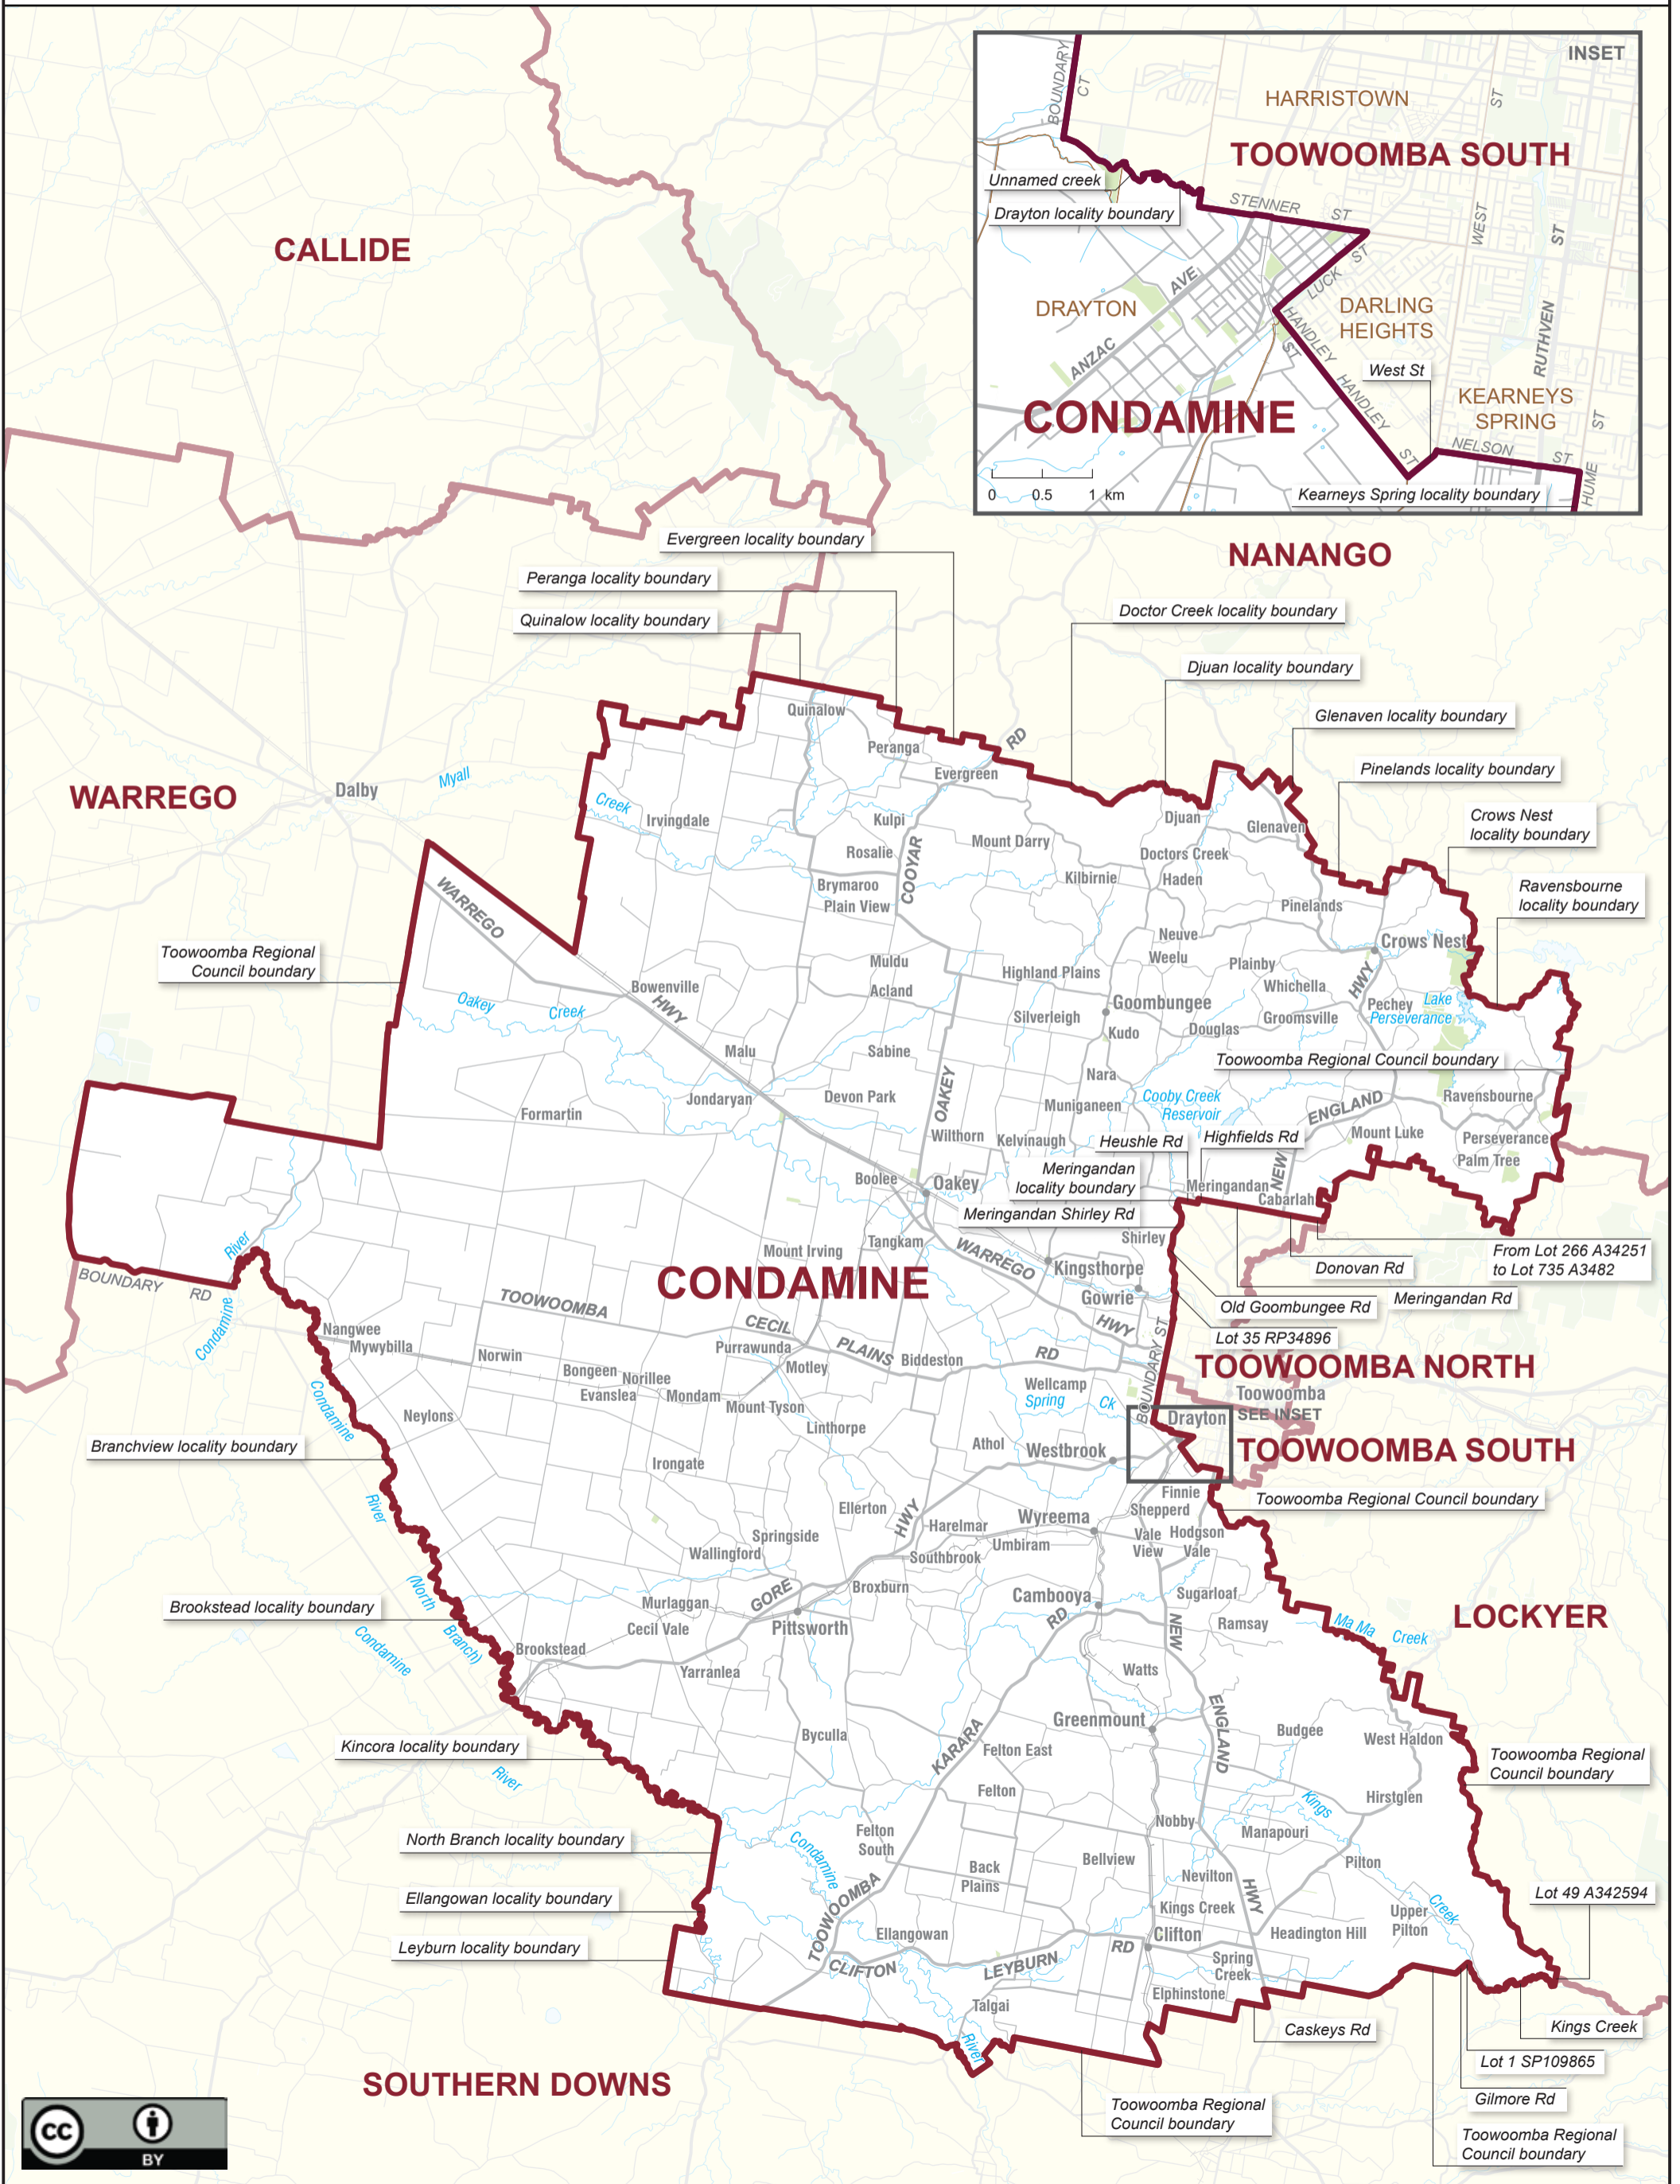 INSET
BOUNDARY
CT
HARRISTOWN
ST
TOOWOOMBA SOUTH
Unnamed creek
Drayton locality boundary
STENNER
ST
WEST
ST
LUCK
ST
AVE
DRAYTON
ANZAC
DARLING
HEIGHTS
HANDLEY
ST
RUTHVEN
West St
HANDLEY
ST
KEARNEYS
SPRING
CONDAMINE
NELSON
ST
ST
HUME
0 0.5 1 km
Kearneys Spring locality boundary
CALLIDE
NANANGO
Evergreen locality boundary
Peranga locality boundary
Quinalow locality boundary
Doctor Creek locality boundary
Djuan locality boundary
Glenaven locality boundary
Pinelands locality boundary
Crows Nest
locality boundary
Ravensbourne
locality boundary
WARREGO
Dalby
Myall
Creek
Quinalow
Peranga
RD
Evergreen
Irvingdale
Kulpi
Rosalie
COOYAR
Mount Darry
Djuan
Glenaven
Doctors Creek
Kilbirnie
Haden
Brymaroo
Plain View
Pinelands
WARREGO
Neuve
Weelu
Crows Nest
Toowoomba Regional
Council boundary
Muldu
Acland
Highland Plains
Plainby
Whichella
HWY
Pechey
Lake
Perseverance
Bowenville
HWY
Oakey
Creek
Goombungee
Silverleigh
Kudo
Douglas
Groomsville
Malu
Sabine
Toowoomba Regional Council boundary
Nara
Jondaryan
Devon Park
OAKEY
Muniganeen
Cooby Creek
Reservoir
ENGLAND
Ravensbourne
Formartin
Wilthorn
Kelvinaugh
Heushle Rd
Highfields Rd
Mount Luke
Perseverance
Palm Tree
Boolee
Oakey
Meringandan
locality boundary
Meringandan
NEW
Cabarlah
Meringandan Shirley Rd
Shirley
River
BOUNDARY
RD
Condamine
Mount Irving
Tangkam
WARREGO
Kingsthorpe
Gowrie
HWY
Donovan Rd
From Lot 266 A34251
to Lot 735 A3482
Meringandan Rd
Old Goombungee Rd
Lot 35 RP34896
CONDAMINE
TOOWOOMBA
CECIL
PLAINS
RD
Nangwee
Mywybilla
Norwin
Purrawunda
Motley
Biddeston
BOUNDARY ST
TOOWOOMBA NORTH
Toowoomba
SEE INSET
Bongeen
Norillee
Evanslea
Mondam
Mount Tyson
Wellcamp
Spring
Ck
Drayton
TOOWOOMBA SOUTH
Condamine
Neylons
Linthorpe
Athol
Westbrook
Branchview locality boundary
Irongate
Finnie
Toowoomba Regional Council boundary
River
Ellerton
HWY
Harelmar
Wyreema
Shepperd
Vale
View
Hodgson
Vale
Springside
Wallingford
Southbrook
Umbiram
(North
Branch)
Brookstead locality boundary
Condamine
Murlaggan
GORE
Broxburn
Cambooya
RD
Sugarloaf
Ramsay
NEW
Ma Ma
Creek
LOCKYER
Cecil Vale
Pittsworth
Brookstead
Yarranlea
Watts
ENGLAND
Kincora locality boundary
River
Byculla
KARARA
Greenmount
Felton East
Budgee
West Haldon
Toowoomba Regional
Council boundary
Felton
Kings
Hirstglen
North Branch locality boundary
Condamine
Felton
South
Nobby
Manapouri
Bellview
Back
Plains
Nevilton
Pilton
Ellangowan locality boundary
TOOWOOMBA
Kings Creek
HWY
Creek
Lot 49 A342594
Leyburn locality boundary
Ellangowan
RD
Clifton
Headington Hill
Upper
Pilton
CLIFTON
LEYBURN
Spring
Creek
Elphinstone
Talgai
River
Caskeys Rd
Kings Creek
Lot 1 SP109865
Gilmore Rd
SOUTHERN DOWNS
Toowoomba Regional
Council boundary
Toowoomba Regional
Council boundary
cc
BY